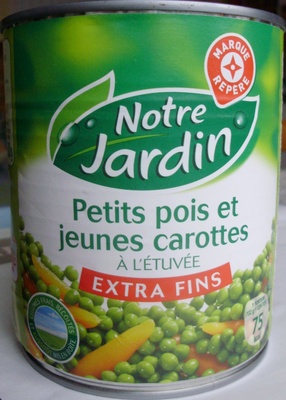 MARQUE
REPÈRE
Notre
Jardin
Petits pois et
jeunes carottes
À L'ÉTUVÉE
EXTRA FINS
75